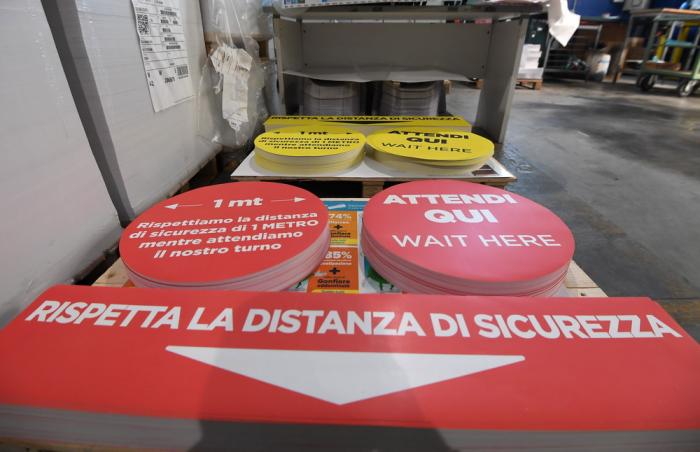 RISPETTA LA DISTANZA DI SICUREZZA
1 mt
Rispettiamo la distanza
di sicurezza di 1 METRO
mentre attendiamo
il nostro turno
ATTENDI
QUI
WAIT HERE
1 mt
Rispettiamo la distanza
di sicurezza di 1 METRO
mentre attendiamo
il nostro turno
74%
+
85%
+
Gonfiore
ATTENDI
QUI
WAIT HERE
RISPETTA LA DISTANZA DI SICUREZZA